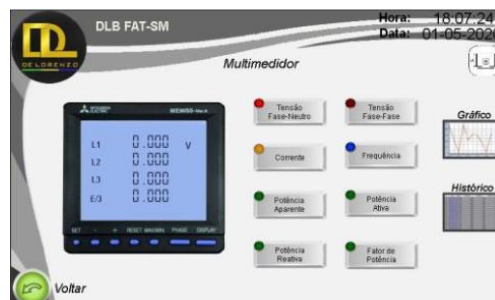 DLB FAT-SM
Hora: 18:07:24
Data: 01-05-2020
DE LORENZO
Multimedidor
MITSUBISHI ELECTRIC
L1 0.000 V
L2 0.000
L3 0.000
E/3 0.000
SET - + RESET MAX/MIN PHASE DISPLAY
Tensão Fase-Neutro
Tensão Fase-Fase
Corrente
Frequência
Potência Aparente
Potência Ativa
Potência Reativa
Fator de Potência
Gráfico
Histórico
Voltar